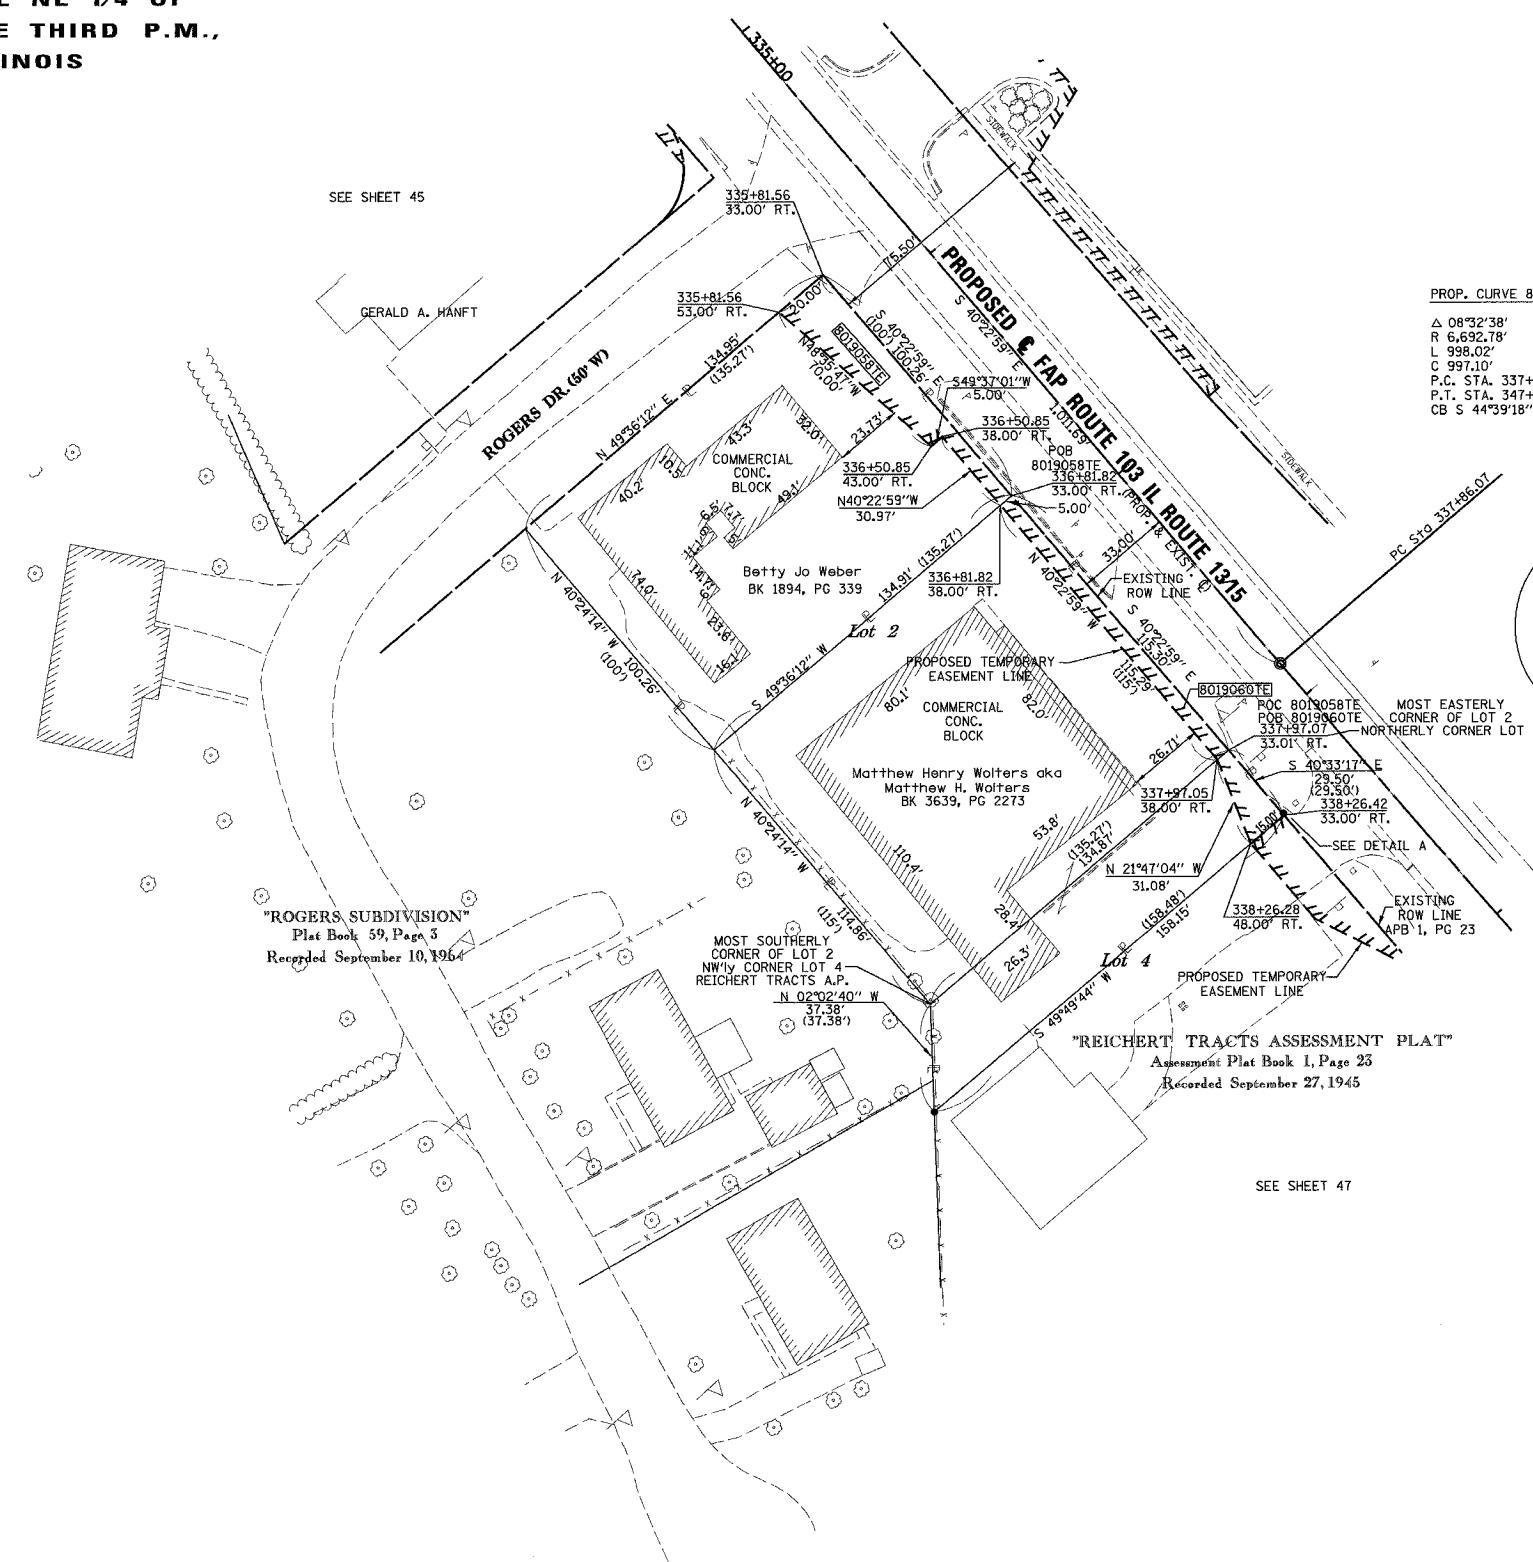 E THIRD P.M.,
INOIS
335+00
SIDEWALK
SEE SHEET 45
335+81.56
33.00' RT.
75.50'
PROPOSED ℄ FAP ROUTE 103 IL ROUTE 13/15
S 40°22'59" E
1,011.69'
(PROP. & EXIST. ℄)
GERALD A. HANFT
335+81.56
53.00' RT.
20.00'
8019058TE
S 40°22'59" E
(100') 100.26'
N48°35'47"W
70.00'
PROP. CURVE 8
Δ 08°32'38"
R 6,692.78'
L 998.02'
C 997.10'
P.C. STA. 337+
P.T. STA. 347+
CB S 44°39'18"
ROGERS DR. (50' W)
N 49°36'12" E
134.95'
(135.27')
S49°37'01"W
5.00'
336+50.85
38.00' RT.
POB
8019058TE
336+81.82
33.00' RT.
5.00'
336+50.85
43.00' RT.
N40°22'59"W
30.97'
23.73'
SIDEWALK
COMMERCIAL
CONC.
BLOCK
43.3'
32.0'
10.5'
40.2'
49.1'
6.5'
7.7'
11.1'
14.7'
74.0'
23.6'
16.1'
Betty Jo Weber
BK 1894, PG 339
134.91' (135.27')
S 49°36'12" W
336+81.82
38.00' RT.
33.00'
EXISTING
ROW LINE
N 40°22'59" W
PC Sta 337+86.07
N 40°24'14" W
(100') 100.26'
Lot 2
PROPOSED TEMPORARY
EASEMENT LINE
S 40°22'59" E
115.30'
115.29'
(115')
8019060TE
POC 8019058TE
POB 8019060TE
337+97.07
33.01' RT.
MOST EASTERLY
CORNER OF LOT 2
NORTHERLY CORNER LOT
80.1'
82.0'
COMMERCIAL
CONC.
BLOCK
Matthew Henry Wolters aka
Matthew H. Wolters
BK 3639, PG 2273
26.71'
337+97.05
38.00' RT.
S 40°33'17" E
29.50'
(29.50')
338+26.42
33.00' RT.
15.00'
SEE DETAIL A
53.8'
(135.27')
134.87'
110.4'
N 40°24'14" W
114.86'
(115')
N 21°47'04" W
31.08'
28.4'
26.3'
(158.48')
158.15'
338+26.28
48.00' RT.
EXISTING
ROW LINE
APB 1, PG 23
"ROGERS SUBDIVISION"
Plat Book 59, Page 3
Recorded September 10, 1964
MOST SOUTHERLY
CORNER OF LOT 2
NW'ly CORNER LOT 4
REICHERT TRACTS A.P.
N 02°02'40" W
37.38'
(37.38')
Lot 4
S 49°49'44" W
PROPOSED TEMPORARY
EASEMENT LINE
"REICHERT TRACTS ASSESSMENT PLAT"
Assessment Plat Book 1, Page 23
Recorded September 27, 1945
SEE SHEET 47